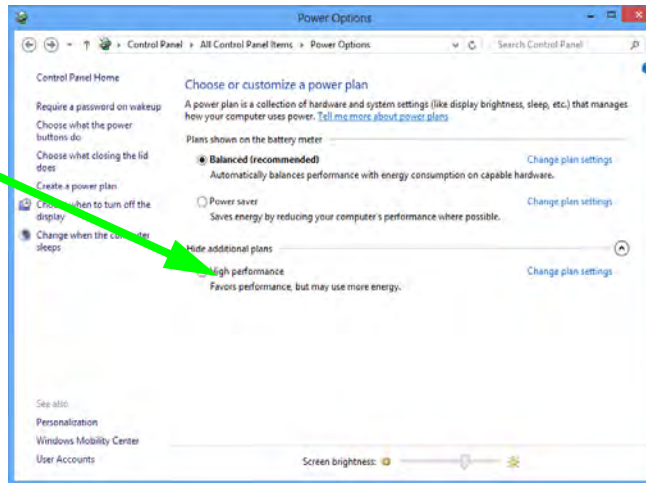 Power Options
Control Panel › All Control Panel Items › Power Options
Search Control Panel
Control Panel Home
Require a password on wakeup
Choose what the power
buttons do
Choose what closing the lid
does
Create a power plan
Choose when to turn off the
display
Change when the computer
sleeps
See also
Personalization
Windows Mobility Center
User Accounts
Choose or customize a power plan
A power plan is a collection of hardware and system settings (like display brightness, sleep, etc.) that manages
how your computer uses power. Tell me more about power plans
Plans shown on the battery meter
Balanced (recommended)
Change plan settings
Automatically balances performance with energy consumption on capable hardware.
Power saver
Change plan settings
Saves energy by reducing your computer's performance where possible.
Hide additional plans
High performance
Change plan settings
Favors performance, but may use more energy.
Screen brightness: